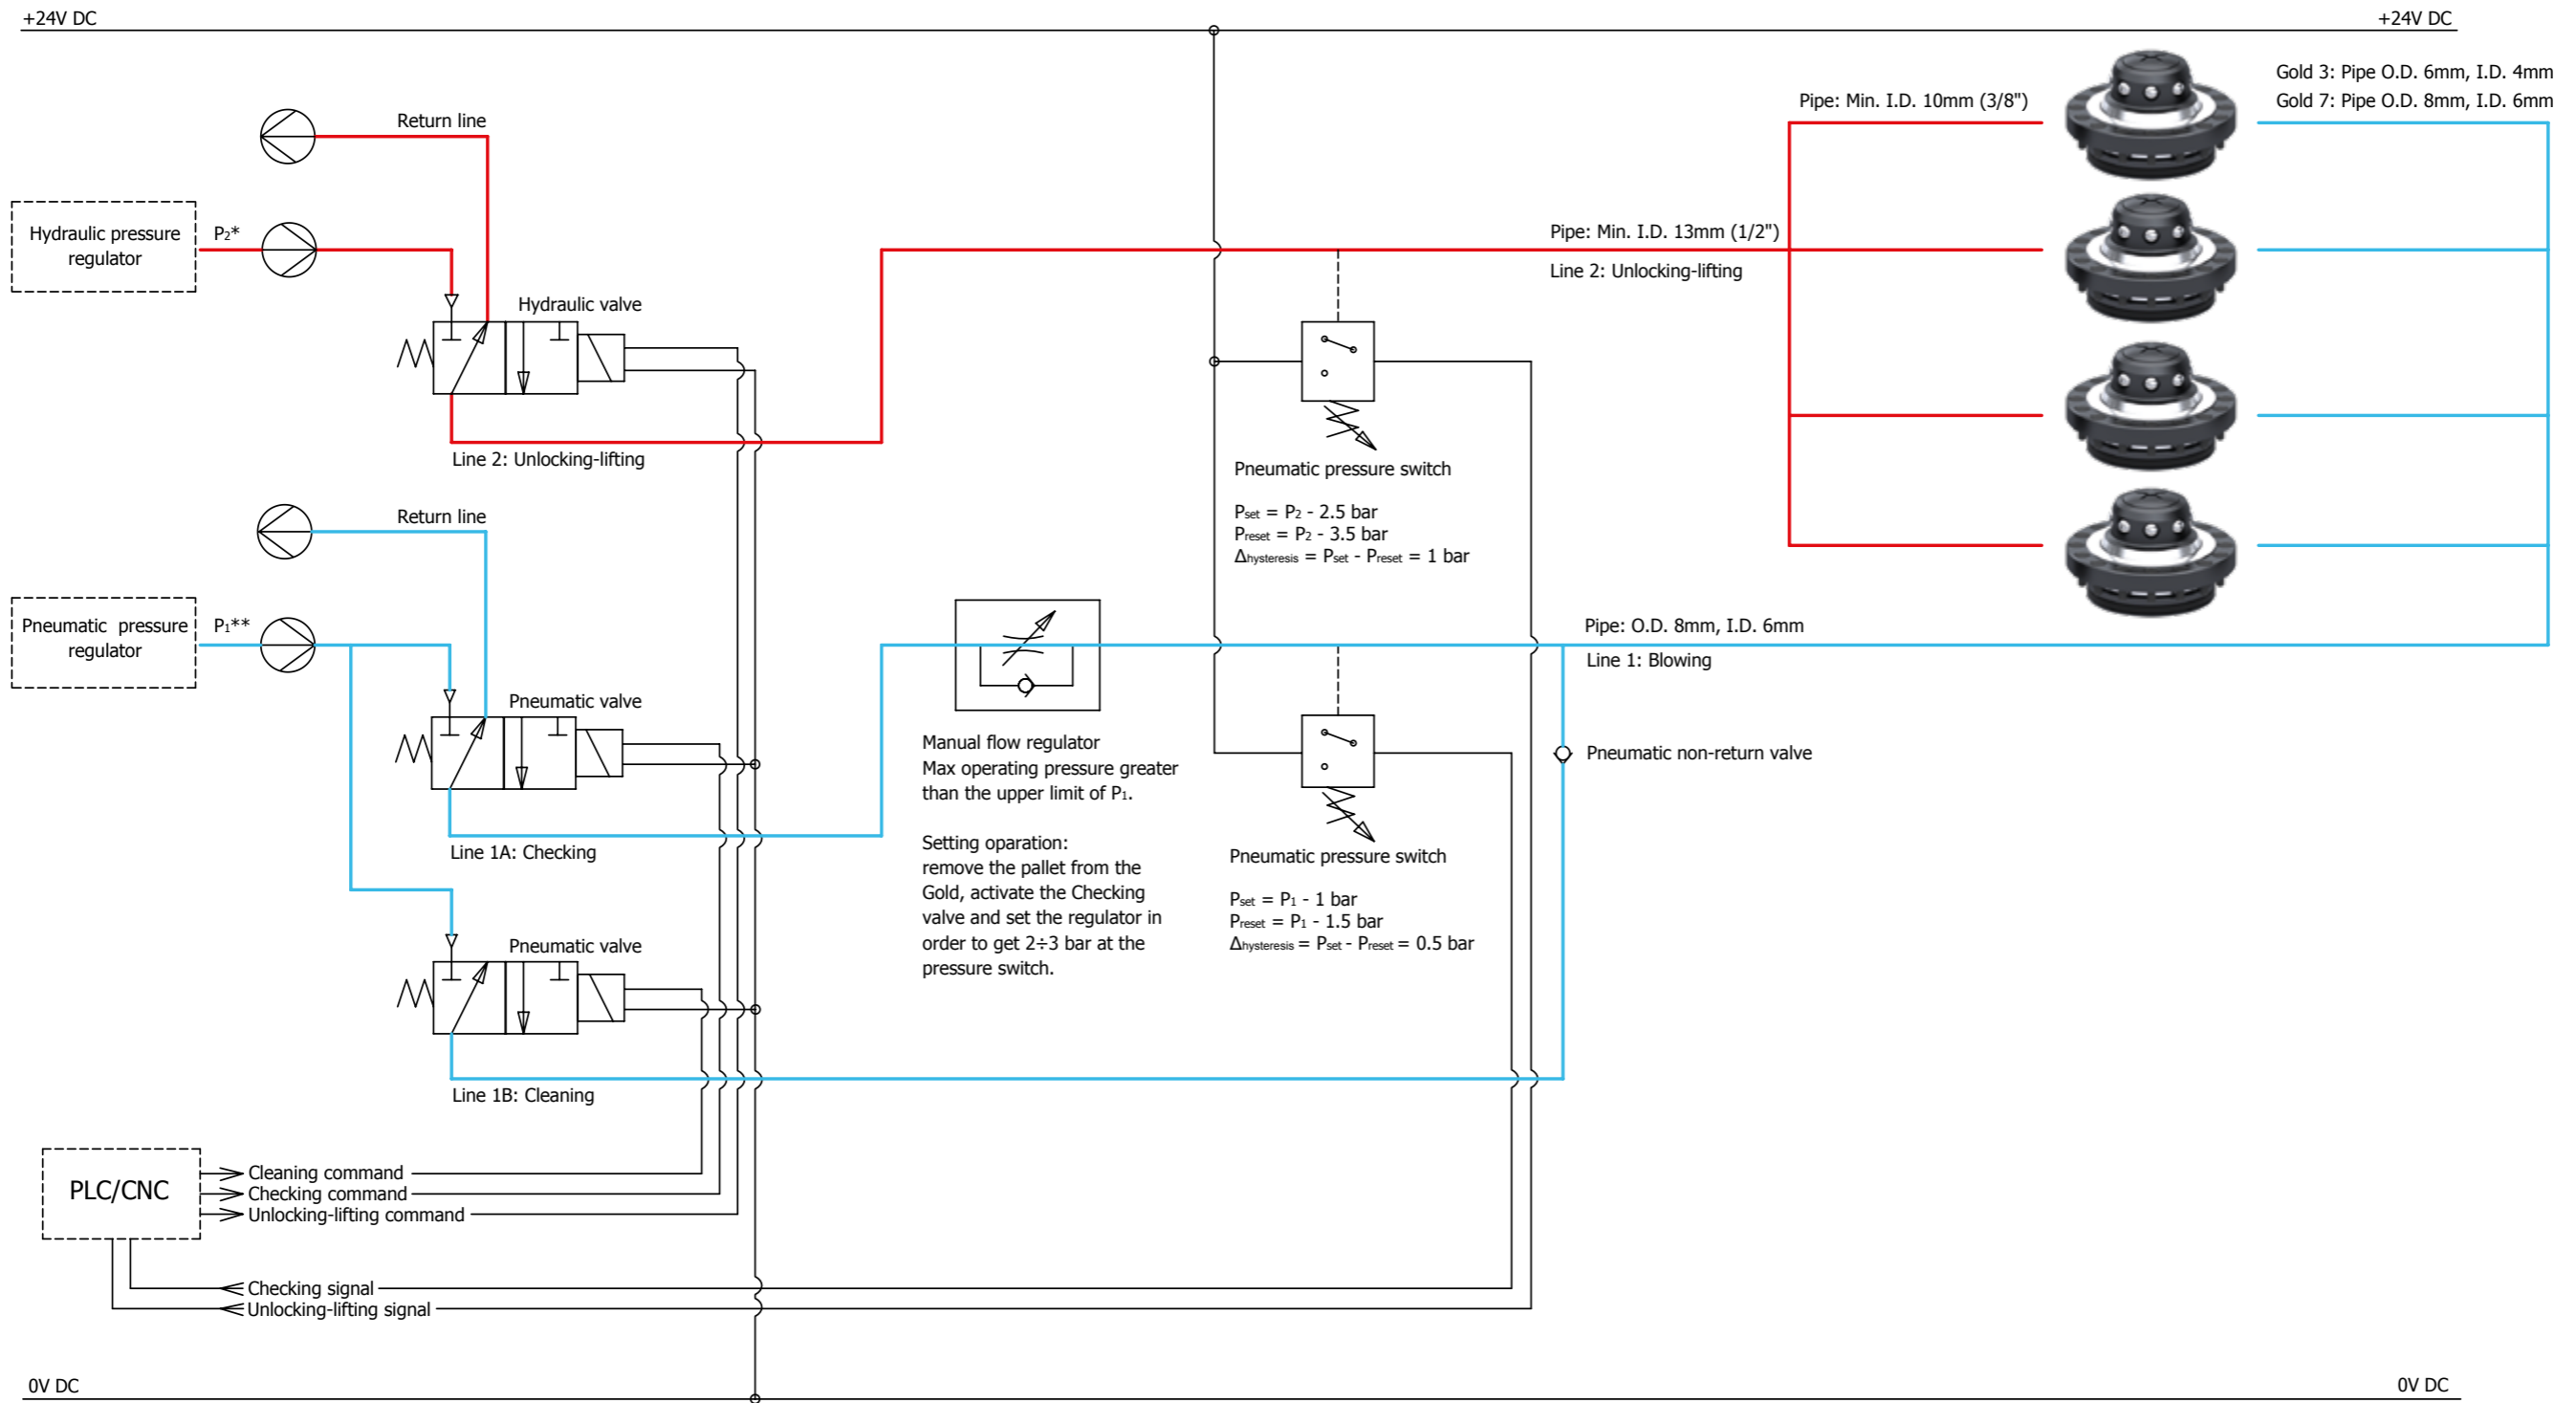 +24V DC
+24V DC
Return line
Pipe: Min. I.D. 10mm (3/8")
Gold 3: Pipe O.D. 6mm, I.D. 4mm
Gold 7: Pipe O.D. 8mm, I.D. 6mm
Hydraulic pressure
regulator
P2*
Hydraulic valve
Pipe: Min. I.D. 13mm (1/2")
Line 2: Unlocking-lifting
Line 2: Unlocking-lifting
Pneumatic pressure switch
Pset = P2 - 2.5 bar
Preset = P2 - 3.5 bar
Δhysteresis = Pset - Preset = 1 bar
Return line
Pneumatic pressure
regulator
P1**
Pneumatic valve
Pipe: O.D. 8mm, I.D. 6mm
Line 1: Blowing
Manual flow regulator
Max operating pressure greater
than the upper limit of P1.
Setting oparation:
remove the pallet from the
Gold, activate the Checking
valve and set the regulator in
order to get 2÷3 bar at the
pressure switch.
Pneumatic non-return valve
Line 1A: Checking
Pneumatic pressure switch
Pset = P1 - 1 bar
Preset = P1 - 1.5 bar
Δhysteresis = Pset - Preset = 0.5 bar
Pneumatic valve
Line 1B: Cleaning
PLC/CNC
Cleaning command
Checking command
Unlocking-lifting command
Checking signal
Unlocking-lifting signal
0V DC
0V DC